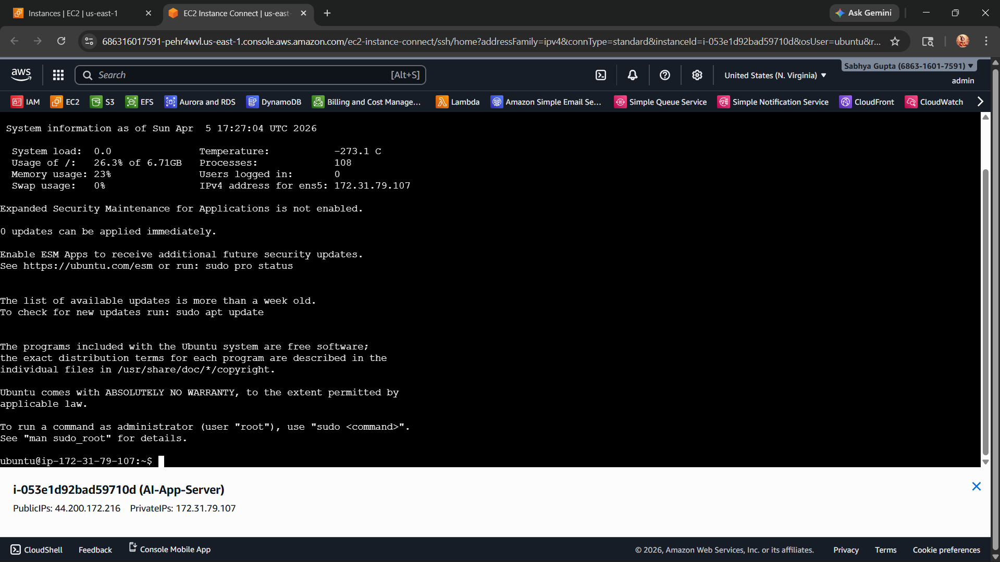 Instances | EC2 | us-east-1
EC2 Instance Connect | us-east-
Ask Gemini
686316017591-pehr4wvl.us-east-1.console.aws.amazon.com/ec2-instance-connect/ssh/home?addressFamily=ipv4&connType=standard&instanceId=i-053e1d92bad59710d&osUser=ubuntu&r...
aws
Search [Alt+S]
United States (N. Virginia) ▼
Sabhya Gupta (6863-1601-7591) ▼
admin
IAM EC2 S3 EFS Aurora and RDS DynamoDB Billing and Cost Manage... Lambda Amazon Simple Email Se... Simple Queue Service Simple Notification Service CloudFront CloudWatch
System information as of Sun Apr  5 17:27:04 UTC 2026
System load:  0.0 Temperature: -273.1 C
Usage of /:   26.3% of 6.71GB Processes: 108
Memory usage: 23% Users logged in: 0
Swap usage:   0% IPv4 address for ens5: 172.31.79.107
Expanded Security Maintenance for Applications is not enabled.
0 updates can be applied immediately.
Enable ESM Apps to receive additional future security updates.
See https://ubuntu.com/esm or run: sudo pro status
The list of available updates is more than a week old.
To check for new updates run: sudo apt update
The programs included with the Ubuntu system are free software;
the exact distribution terms for each program are described in the
individual files in /usr/share/doc/*/copyright.
Ubuntu comes with ABSOLUTELY NO WARRANTY, to the extent permitted by
applicable law.
To run a command as administrator (user "root"), use "sudo <command>".
See "man sudo_root" for details.
ubuntu@ip-172-31-79-107:~$
i-053e1d92bad59710d (AI-App-Server)
PublicIPs: 44.200.172.216 PrivateIPs: 172.31.79.107
CloudShell Feedback Console Mobile App © 2026, Amazon Web Services, Inc. or its affiliates. Privacy Terms Cookie preferences